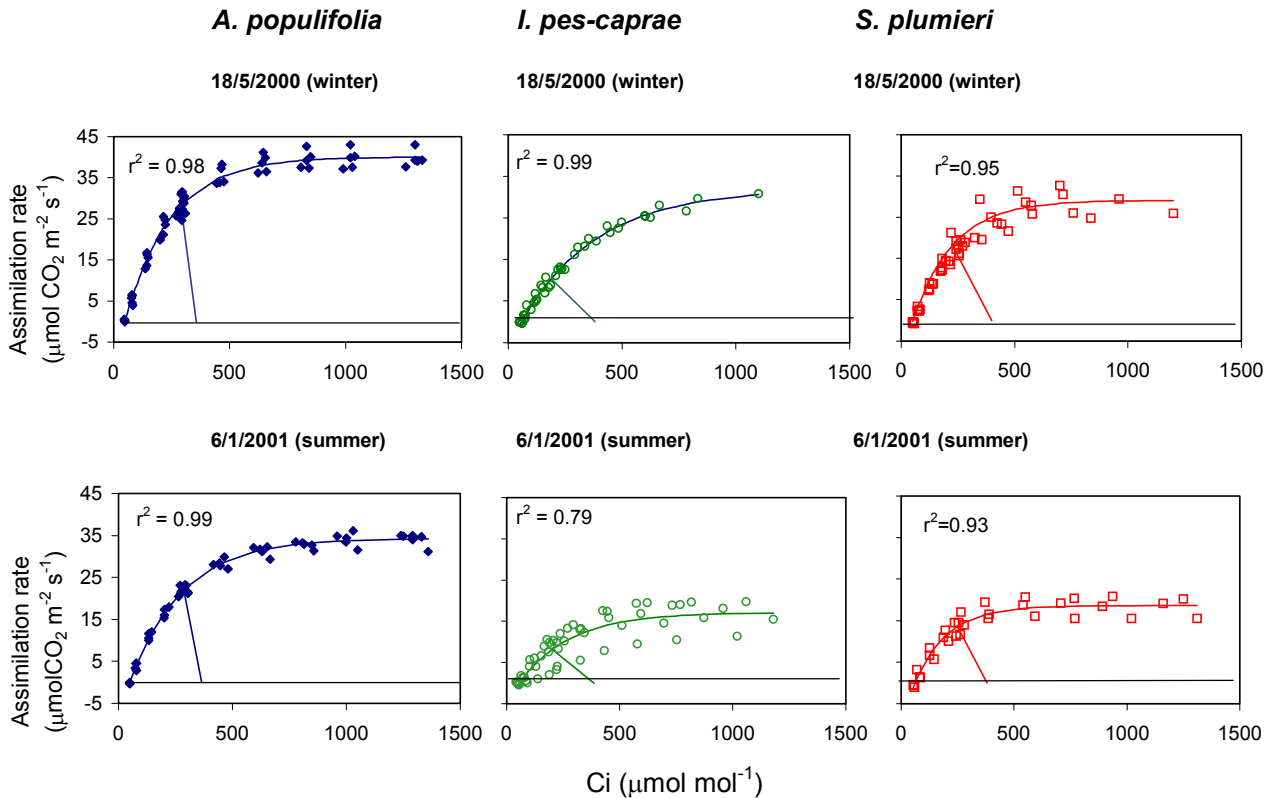 A. populifolia I. pes-caprae S. plumieri
18/5/2000 (winter) 18/5/2000 (winter) 18/5/2000 (winter)
Assimilation rate
(μmol CO₂ m⁻² s⁻¹)
45
35
25
15
5
-5
r² = 0.98
r² = 0.99
r²=0.95
0 500 1000 1500
0 500 1000 1500
0 500 1000 1500
6/1/2001 (summer) 6/1/2001 (summer) 6/1/2001 (summer)
Assimilation rate
(μmolCO₂ m⁻² s⁻¹)
45
35
25
15
5
-5
r² = 0.99
r² = 0.79
r²=0.93
0 500 1000 1500
0 500 1000 1500
0 500 1000 1500
Ci (μmol mol⁻¹)